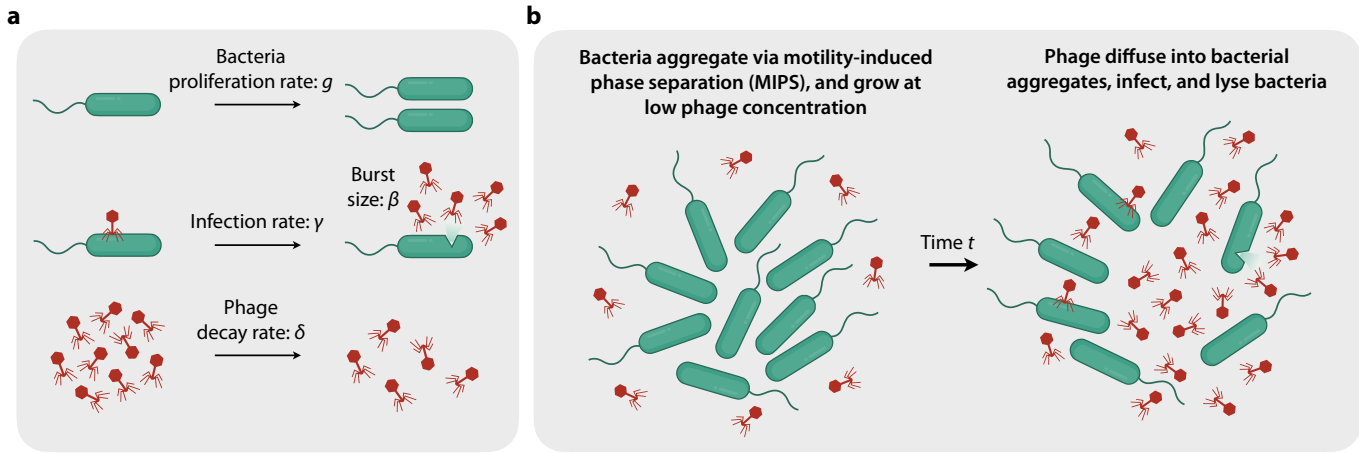 a
Bacteria
proliferation rate: g
Burst
size: β
Infection rate: γ
Phage
decay rate: δ
b
Bacteria aggregate via motility-induced
phase separation (MIPS), and grow at
low phage concentration
Phage diffuse into bacterial
aggregates, infect, and lyse bacteria
Time t